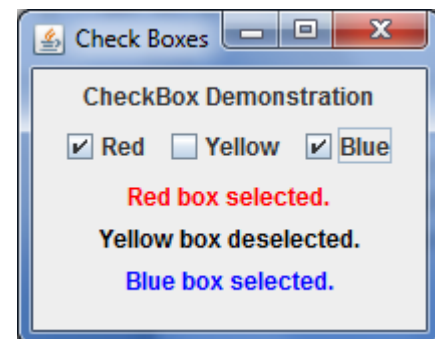 Check Boxes
CheckBox Demonstration
Red Yellow Blue
Red box selected.
Yellow box deselected.
Blue box selected.